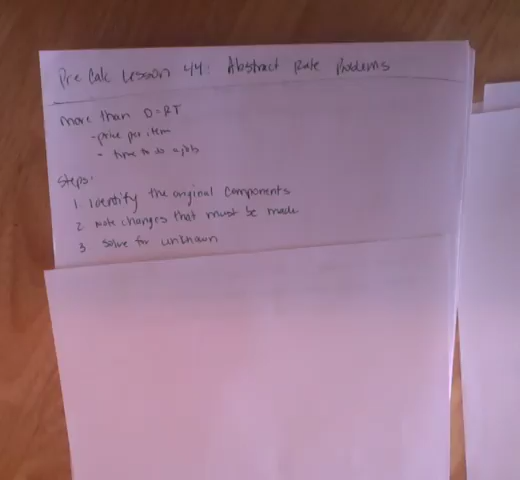 Pre Calc Lesson 44: Abstract Rate Problems
more than D=RT
- price per item
- time to do a job
Steps:
1 identify the original components
2 note changes that must be made
3 solve for unknown